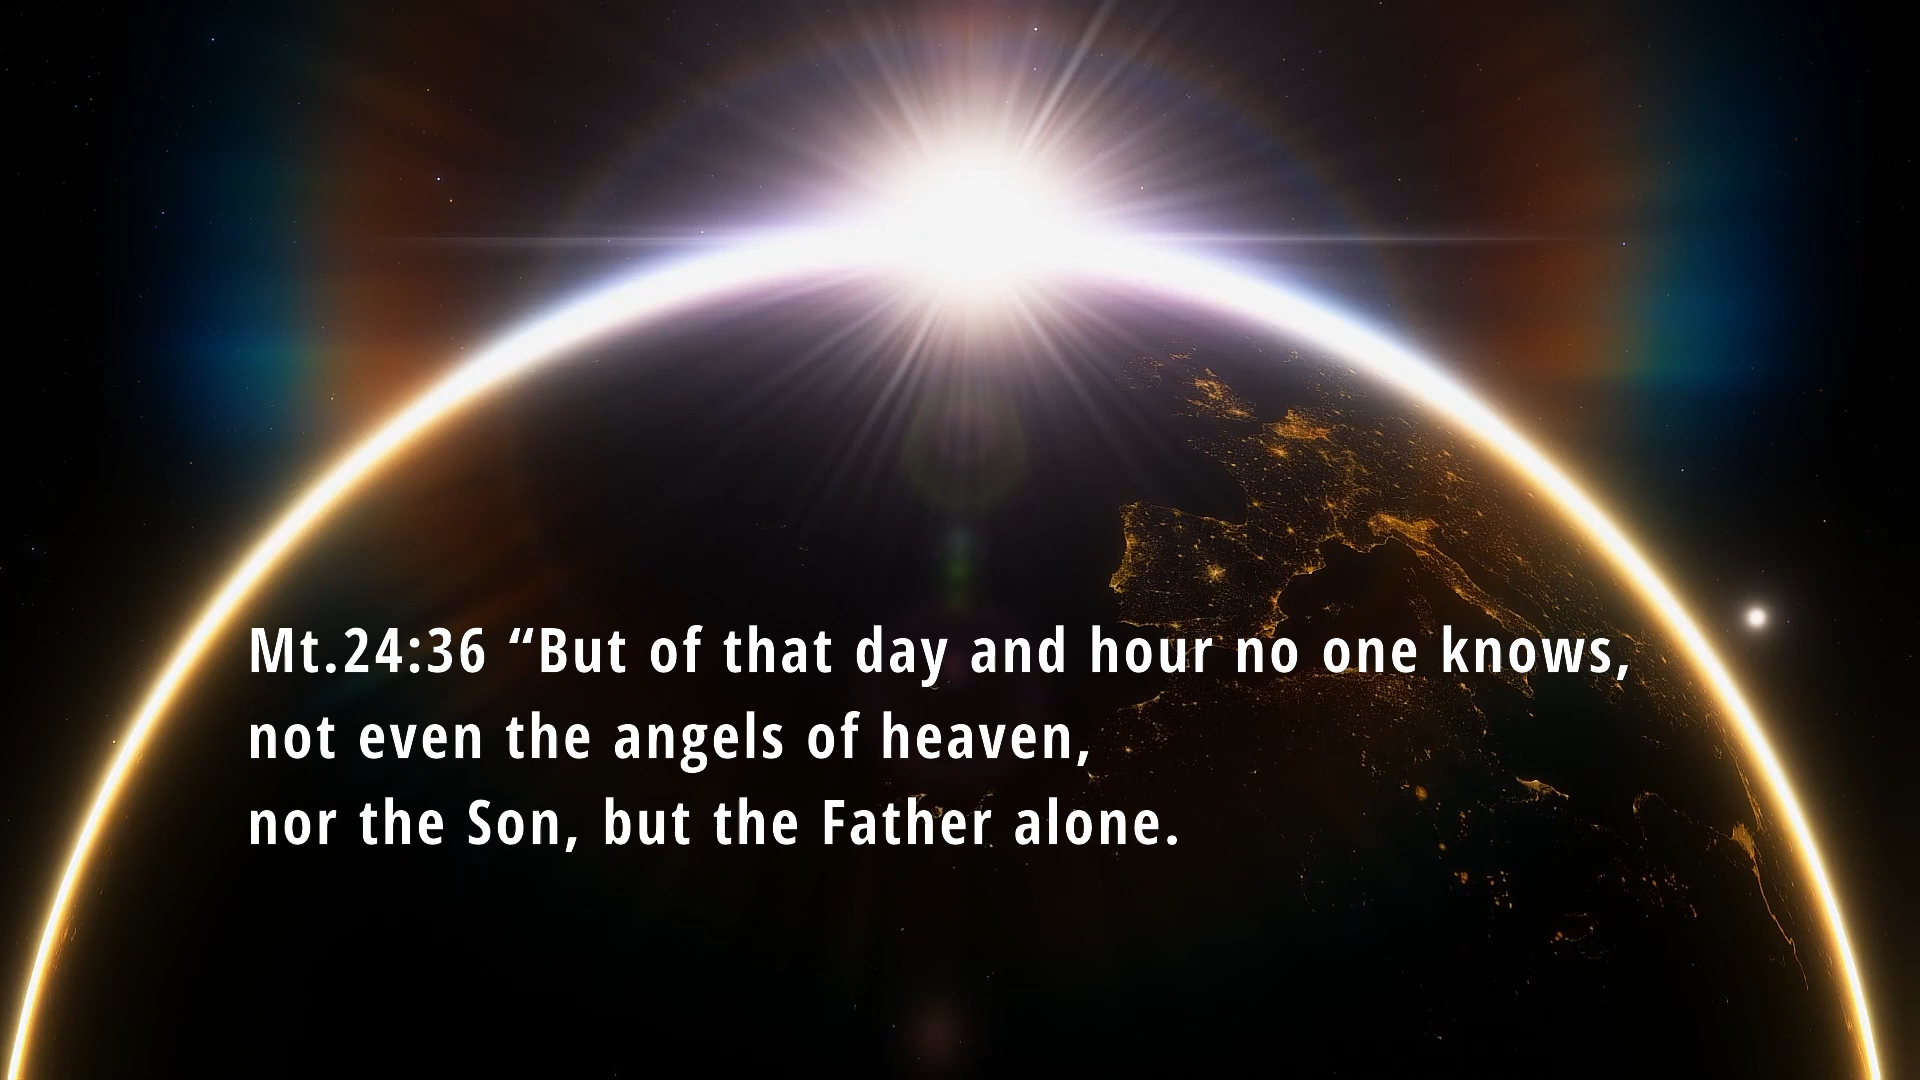 Mt.24:36 “But of that day and hour no one knows,
not even the angels of heaven,
nor the Son, but the Father alone.